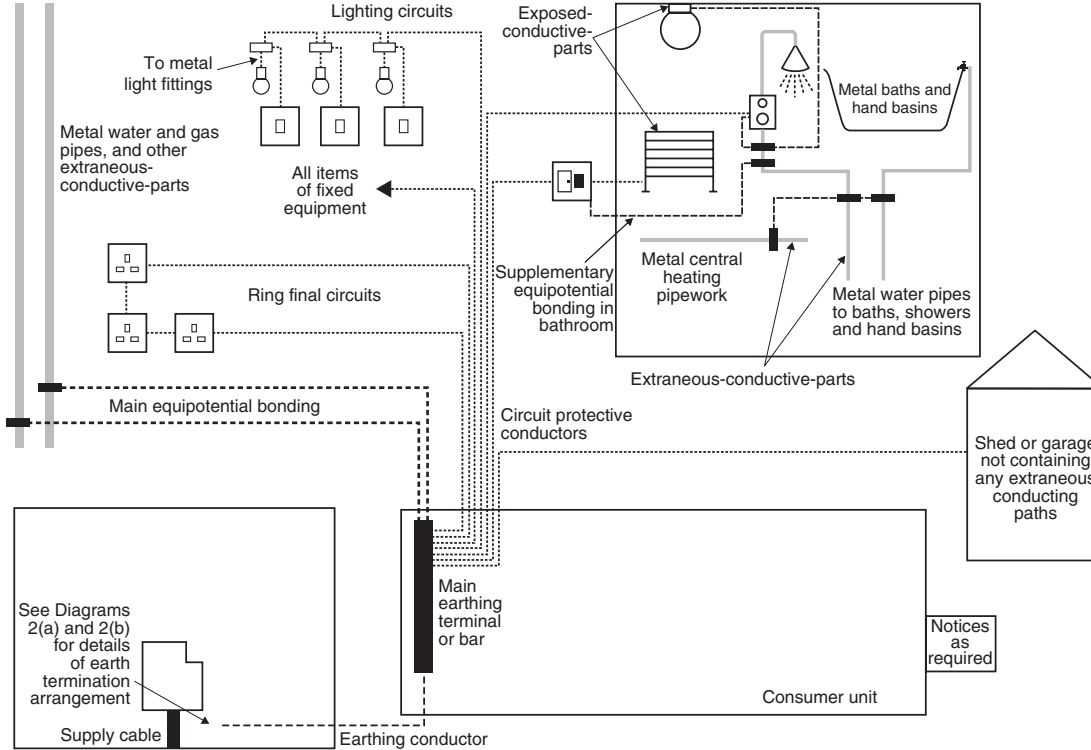 Lighting circuits
To metal
light fittings
Metal water and gas
pipes, and other
extraneous-
conductive-parts
All items
of fixed
equipment
Ring final circuits
Main equipotential bonding
Exposed-
conductive-
parts
Metal baths and
hand basins
Supplementary
equipotential
bonding in
bathroom
Metal central
heating
pipework
Metal water pipes
to baths, showers
and hand basins
Extraneous-conductive-parts
Circuit protective
conductors
Shed or garage
not containing
any extraneous
conducting
paths
See Diagrams
2(a) and 2(b)
for details
of earth
termination
arrangement
Supply cable
Earthing conductor
Main
earthing
terminal
or bar
Consumer unit
Notices
as
required